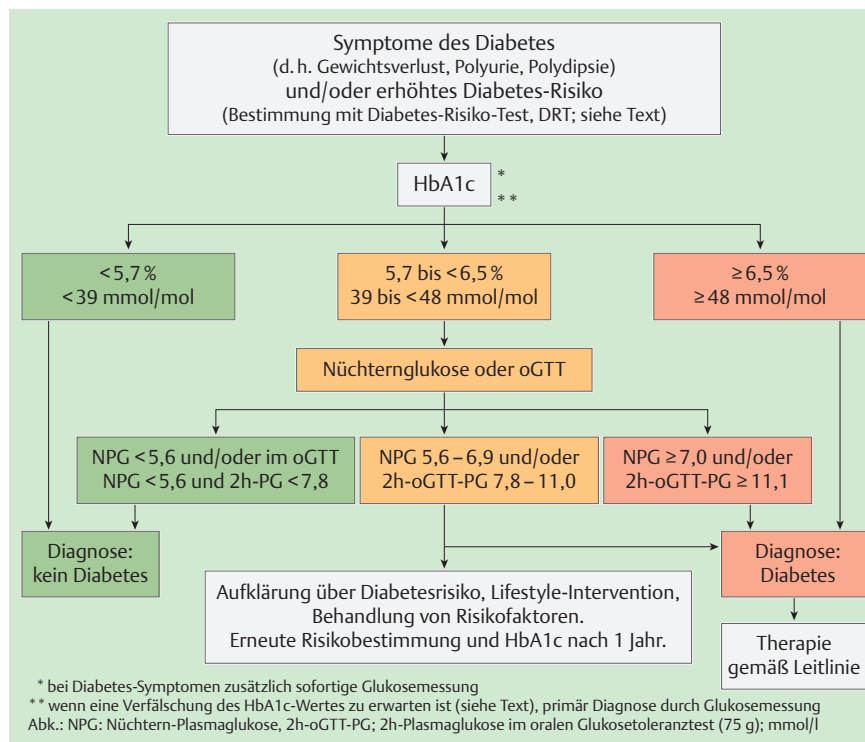 Symptome des Diabetes
(d. h. Gewichtsverlust, Polyurie, Polydipsie)
und/oder erhöhtes Diabetes-Risiko
(Bestimmung mit Diabetes-Risiko-Test, DRT; siehe Text)
HbA1c *
**
< 5,7 %
< 39 mmol/mol
5,7 bis < 6,5 %
39 bis < 48 mmol/mol
≥ 6,5 %
≥ 48 mmol/mol
Nüchternglukose oder oGTT
NPG < 5,6 und/oder im oGTT
NPG < 5,6 und 2h-PG < 7,8
NPG 5,6 – 6,9 und/oder
2h-oGTT-PG 7,8 – 11,0
NPG ≥ 7,0 und/oder
2h-oGTT-PG ≥ 11,1
Diagnose:
kein Diabetes
Aufklärung über Diabetesrisiko, Lifestyle-Intervention,
Behandlung von Risikofaktoren.
Erneute Risikobestimmung und HbA1c nach 1 Jahr.
Diagnose:
Diabetes
Therapie
gemäß Leitlinie
* bei Diabetes-Symptomen zusätzlich sofortige Glukosemessung
** wenn eine Verfälschung des HbA1c-Wertes zu erwarten ist (siehe Text), primär Diagnose durch Glukosemessung
Abk.: NPG: Nüchtern-Plasmaglukose, 2h-oGTT-PG; 2h-Plasmaglukose im oralen Glukosetoleranztest (75 g); mmol/l